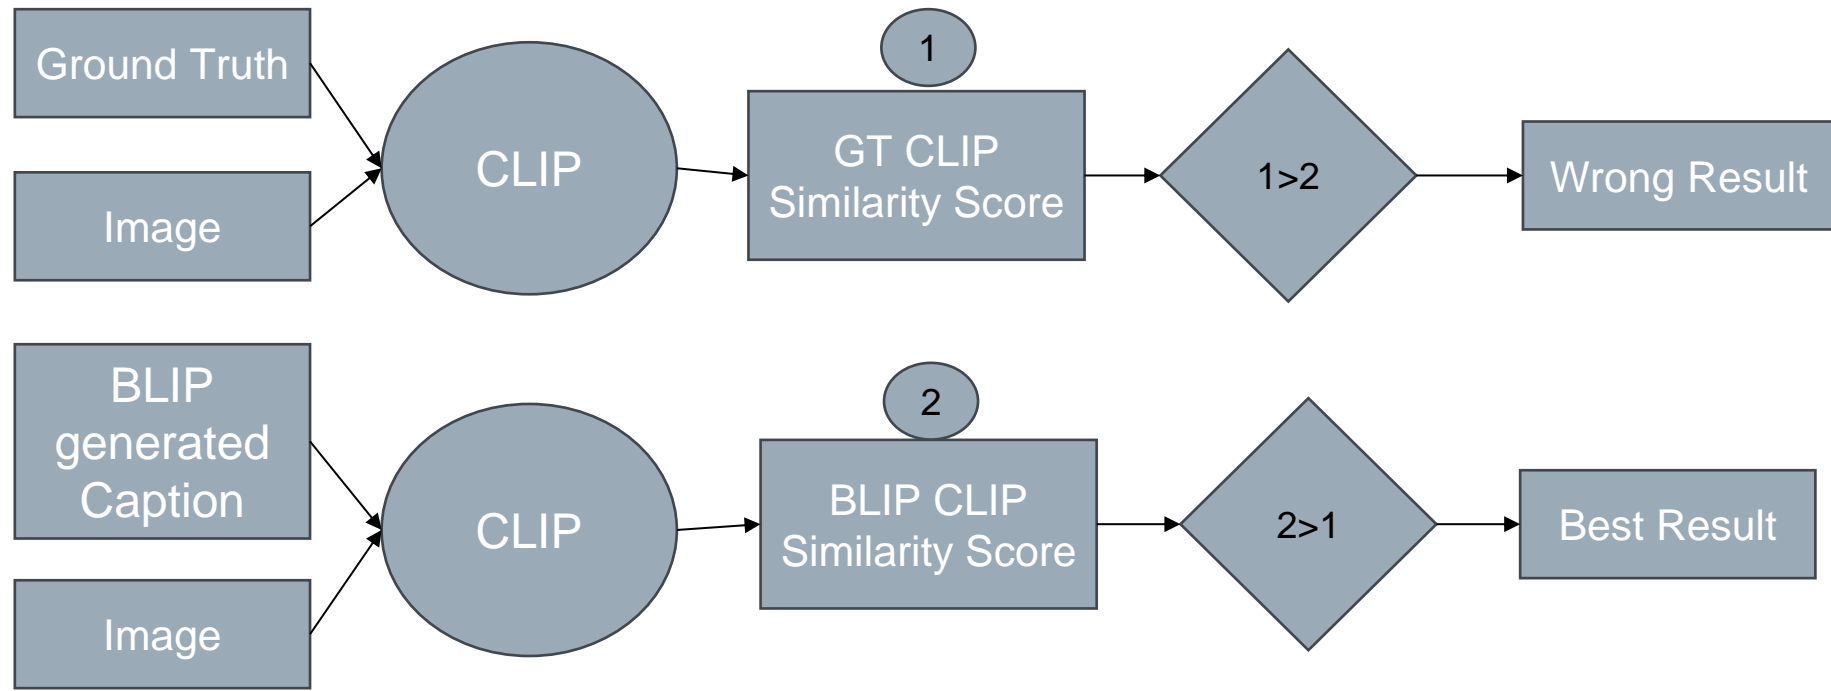 Ground Truth
Image
CLIP
1
GT CLIP
Similarity Score
1>2
Wrong Result
BLIP
generated
Caption
Image
CLIP
2
BLIP CLIP
Similarity Score
2>1
Best Result